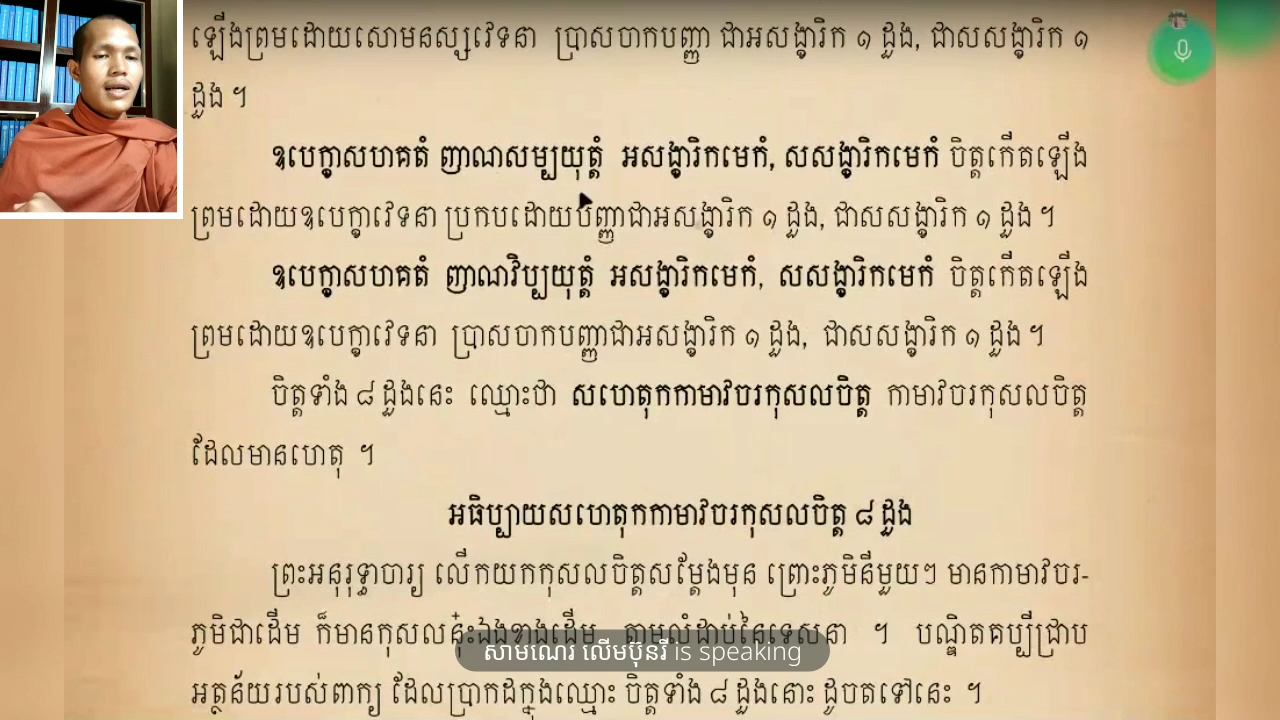 ឡើងព្រមដោយសោមនស្សវេទនា ប្រាសចាកបញ្ញា ជាអសង្ខារិក ១ ដួង, ជាសសង្ខារិក ១
ដួង ។
ឧបេក្ខាសហគតំ ញាណសម្បយុត្តំ អសង្ខារិកមេកំ, សសង្ខារិកមេកំ ចិត្តកើតឡើង
ព្រមដោយឧបេក្ខាវេទនា ប្រកបដោយបញ្ញាជាអសង្ខារិក ១ ដួង, ជាសសង្ខារិក ១ ដួង ។
ឧបេក្ខាសហគតំ ញាណវិប្បយុត្តំ អសង្ខារិកមេកំ, សសង្ខារិកមេកំ ចិត្តកើតឡើង
ព្រមដោយឧបេក្ខាវេទនា ប្រាសចាកបញ្ញាជាអសង្ខារិក ១ ដួង, ជាសសង្ខារិក ១ ដួង ។
ចិត្តទាំង ៨ ដួងនេះ ឈ្មោះថា សហេតុកកាមាវចរកុសលចិត្ត កាមាវចរកុសលចិត្ត
ដែលមានហេតុ ។
អធិប្បាយសហេតុកកាមាវចរកុសលចិត្ត ៨ ដួង
ព្រះអនុរុទ្ធាចារ្យ លើកយកកុសលចិត្តសម្ដែងមុន ព្រោះភូមិនីមួយៗ មានកាមាវចរ-
ភូមិជាដើម ក៏មានកុសលនុ៎ះឯងខាងដើម តាមលំដាប់នៃទេសនា ។ បណ្ឌិតគប្បីជ្រាប
សាមណេរ លើមប៊ុនរី is speaking
អត្ថន័យរបស់ពាក្យ ដែលប្រាកដក្នុងឈ្មោះ ចិត្តទាំង ៨ ដួងនោះ ដូចតទៅនេះ ។